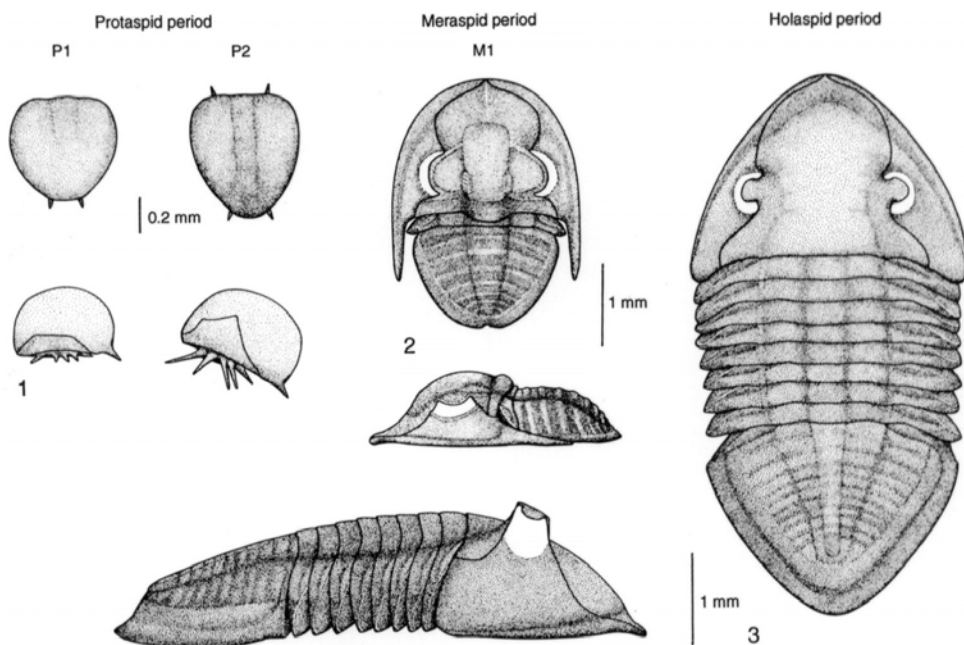 Protaspid period
Meraspid period
Holaspid period
P1
P2
M1
0.2 mm
1 mm
1
2
1 mm
3